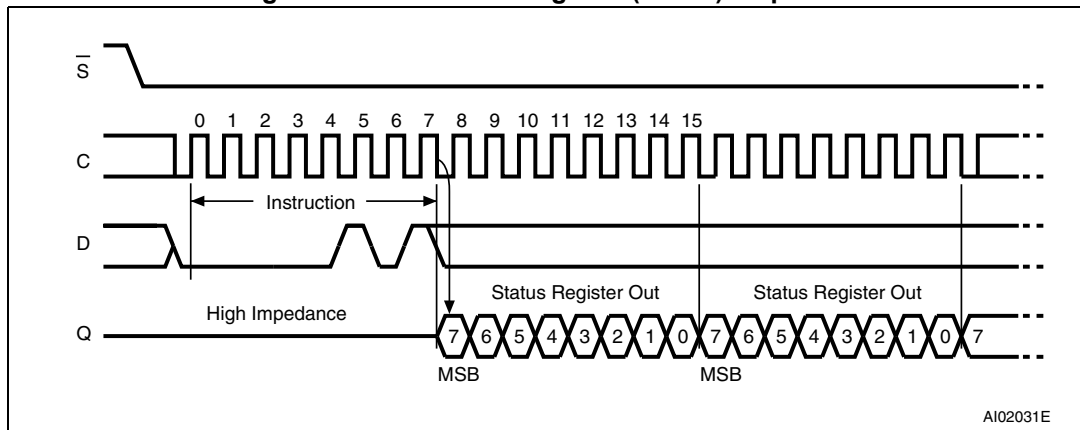 S
0 1 2 3 4 5 6 7 8 9 10 11 12 13 14 15
C
Instruction
D
Status Register Out Status Register Out
High Impedance
Q 7 6 5 4 3 2 1 0 7 6 5 4 3 2 1 0 7
MSB MSB
AI02031E